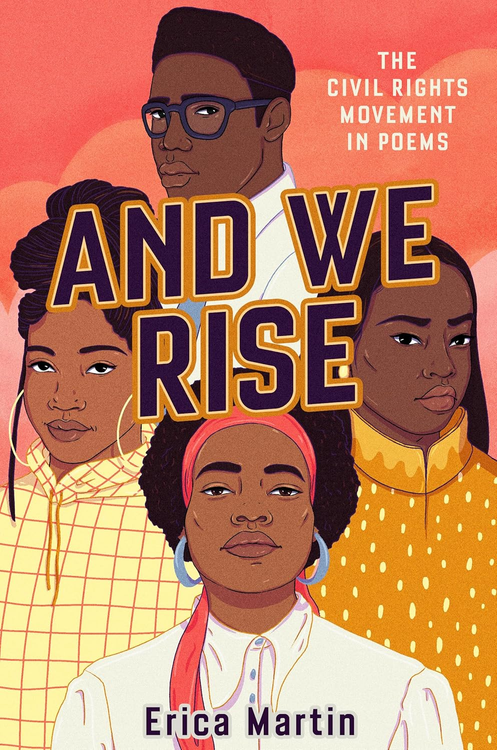 THE
CIVIL RIGHTS
MOVEMENT
IN POEMS
AND WE
RISE
Erica Martin